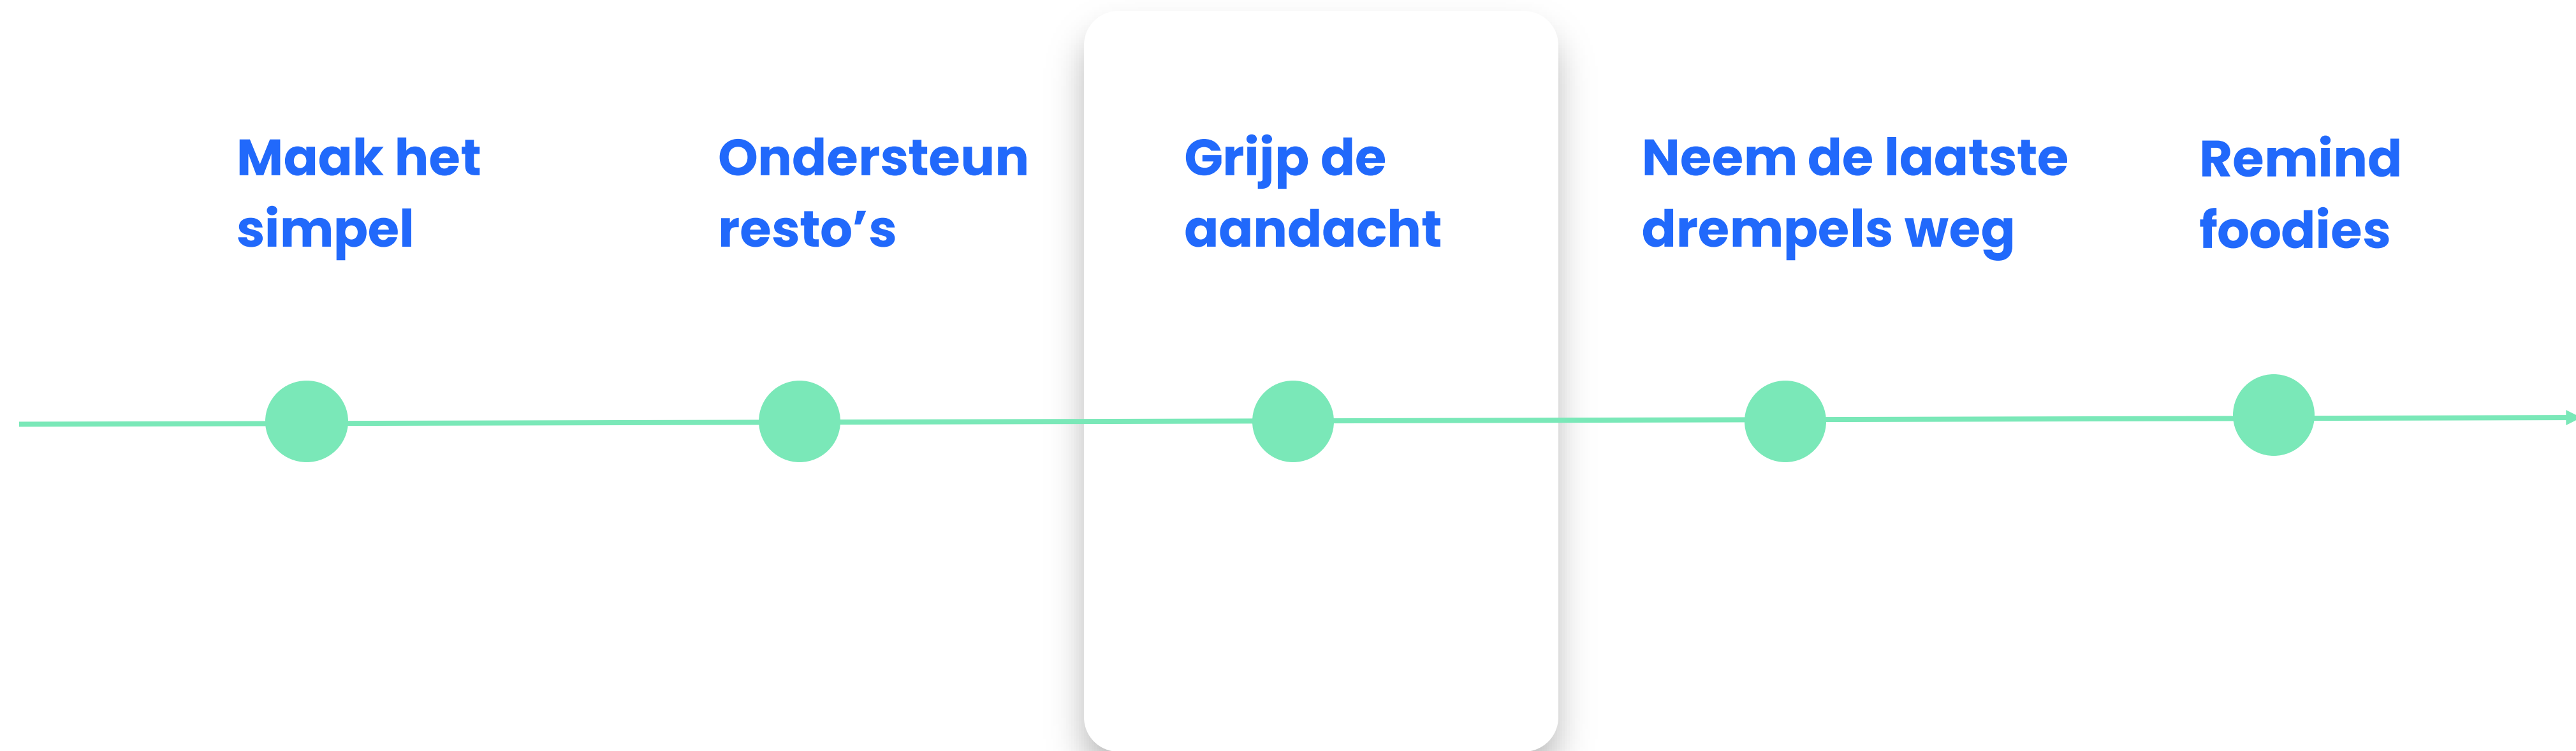 Maak het
simpel
Ondersteun
resto’s
Grijp de
aandacht
Neem de laatste
drempels weg
Remind
foodies